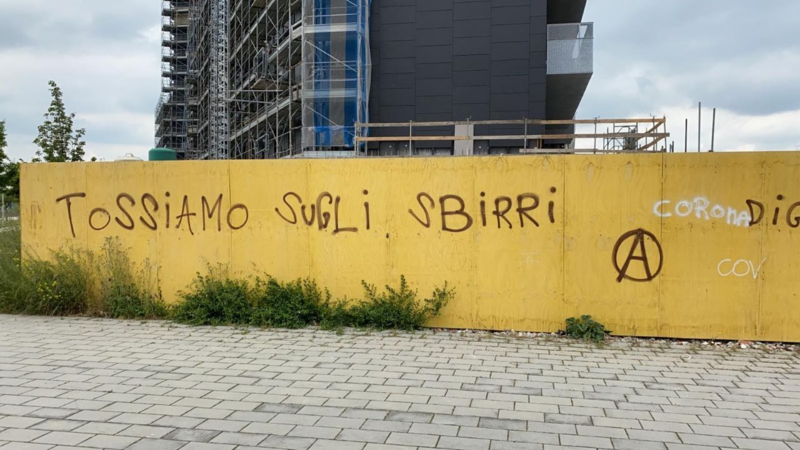 TOSSiAMO SUGLi SBiRRi
CORONA DiG
A
COV